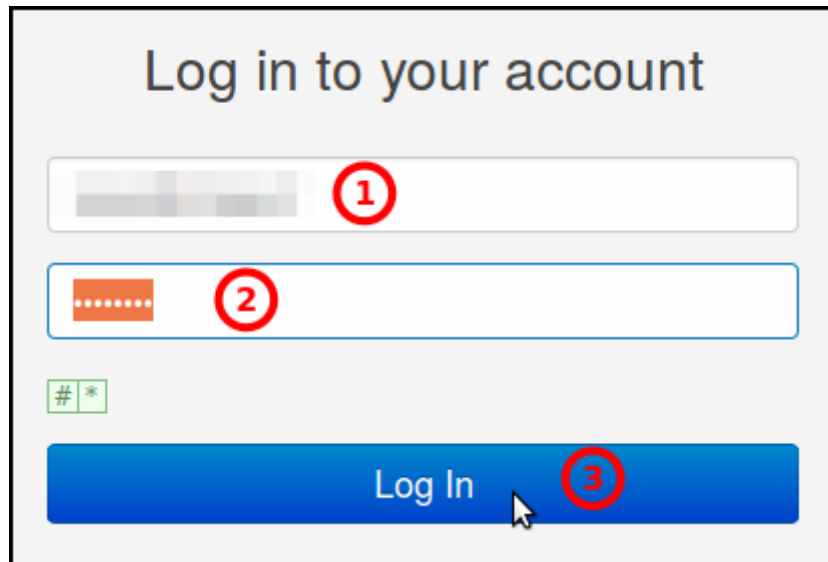 Log in to your account
1
•••••••• 2
# *
Log In 3